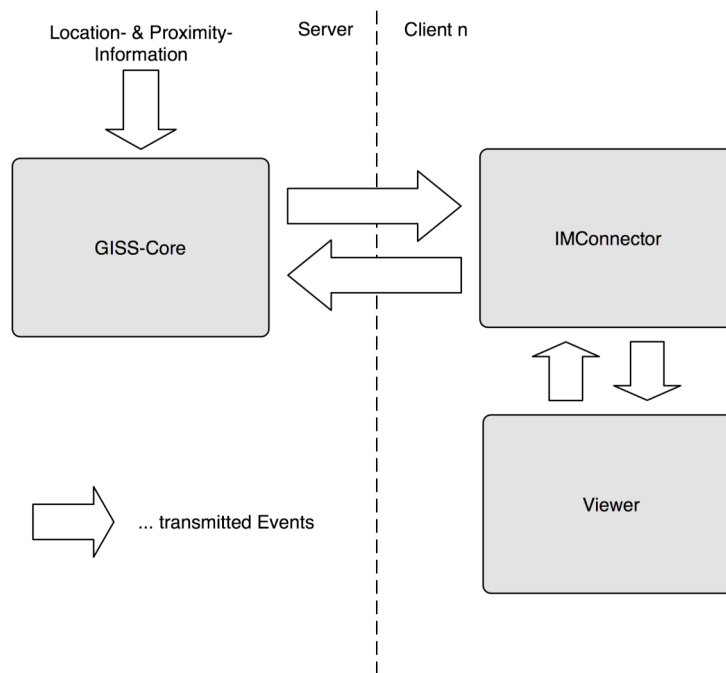 Location- & Proximity-
Information
Server
Client n
GISS-Core
IMConnector
Viewer
... transmitted Events